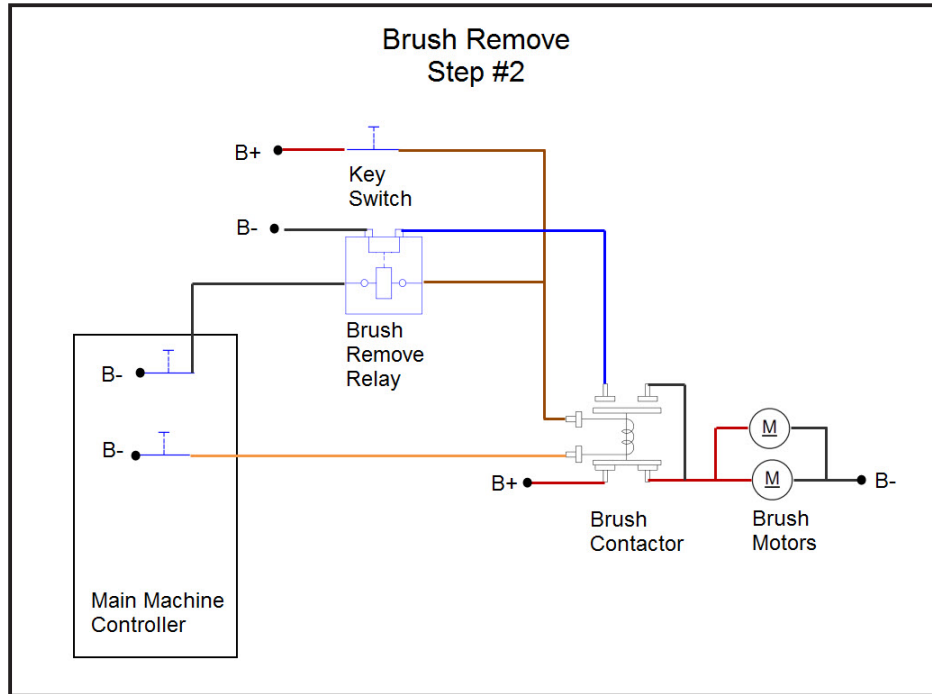 Brush Remove
Step #2
B+
Key
Switch
B-
Brush
Remove
Relay
B-
B-
B+
M
M
B-
Brush
Contactor
Brush
Motors
Main Machine
Controller